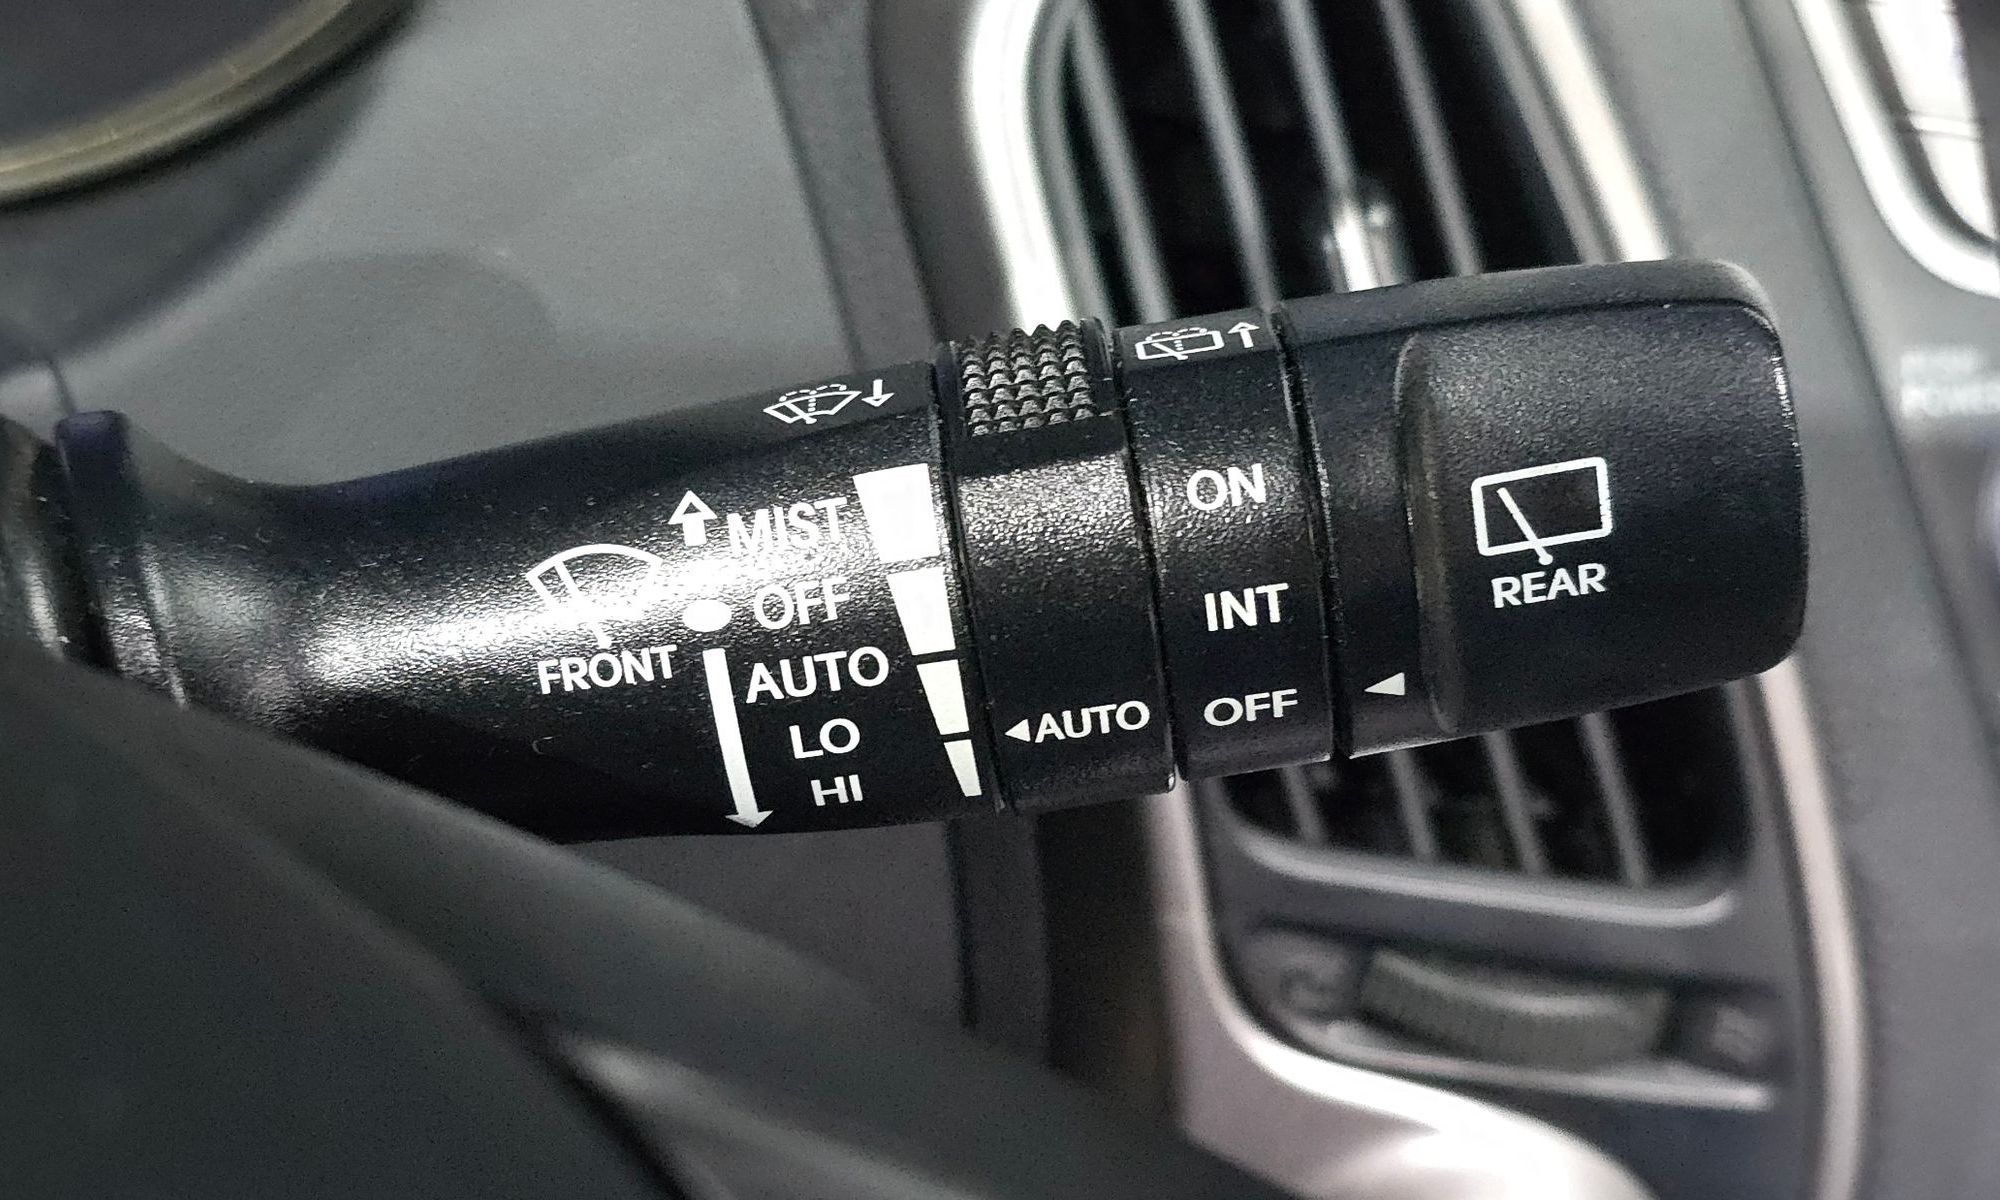 MIST
OFF
AUTO
LO
HI
FRONT
AUTO
ON
INT
OFF
REAR